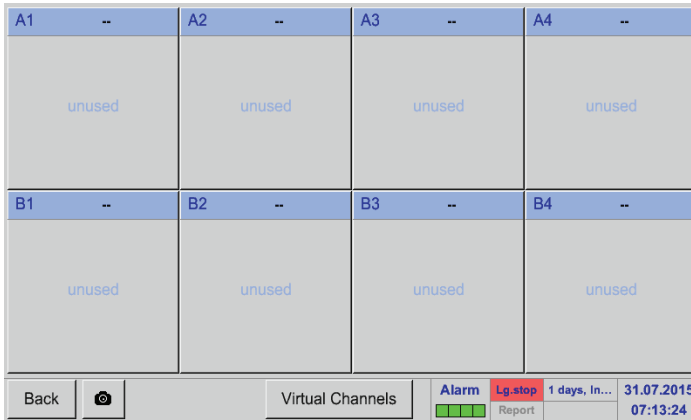 A1 -- A2 -- A3 -- A4 --
unused unused unused unused
B1 -- B2 -- B3 -- B4 --
unused unused unused unused
Back Virtual Channels Alarm Lg.stop 1 days, In... 31.07.2015
Report 07:13:24